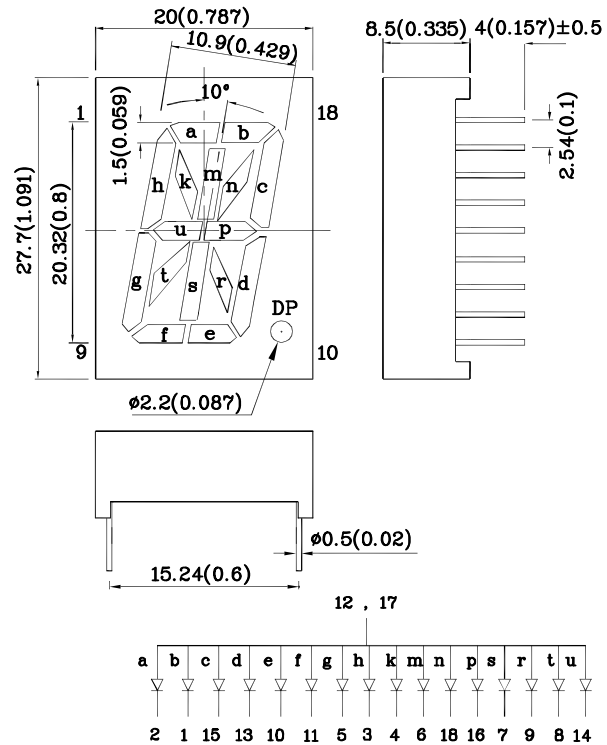 20(0.787)
8.5(0.335) 4(0.157)±0.5
10.9(0.429)
10°
1 18
a b
1.5(0.059)
2.54(0.1)
h k m n c
27.7(1.091)
20.32(0.8)
u p
g t s r d
DP
f e
9 10
ø2.2(0.087)
ø0.5(0.02)
15.24(0.6)
12 , 17
a b c d e f g h k m n p s r t u
2 1 15 13 10 11 5 3 4 6 18 16 7 9 8 14